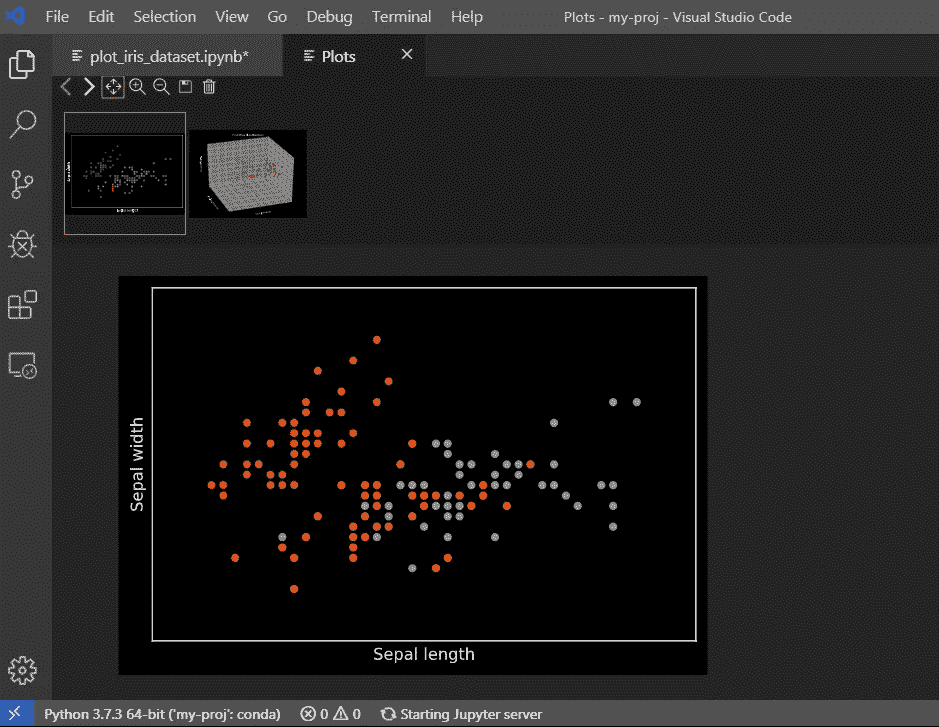 File Edit Selection View Go Debug Terminal Help Plots - my-proj - Visual Studio Code
plot_iris_dataset.ipynb* Plots
Sepal width
Sepal length
Python 3.7.3 64-bit ('my-proj': conda) 0 0 Starting Jupyter server